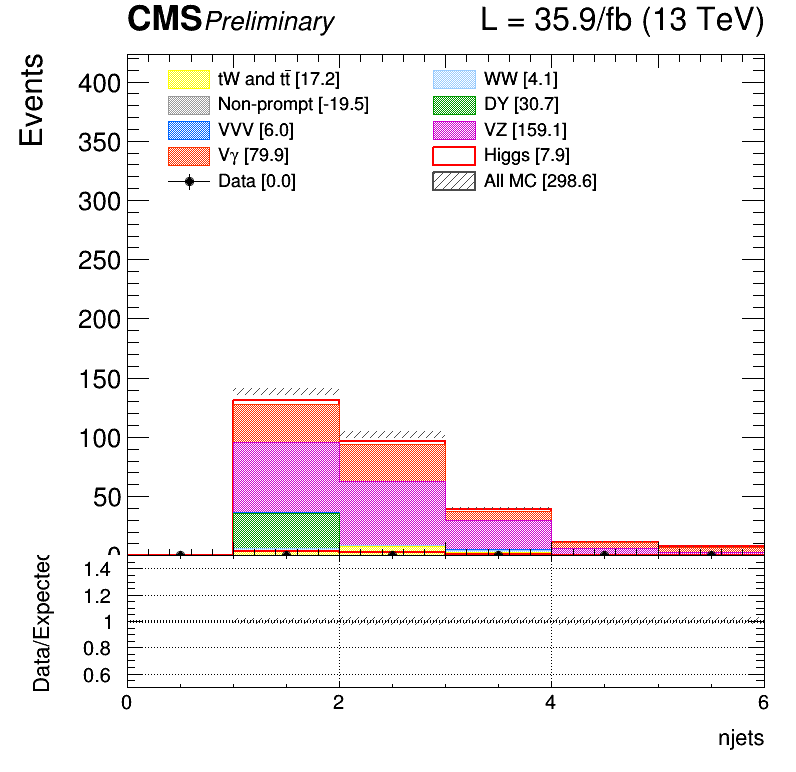 CMS Preliminary L = 35.9/fb (13 TeV)
Events
400
350
300
250
200
150
100
50
0
tW and tt̄ [17.2] WW [4.1]
Non-prompt [-19.5] DY [30.7]
VVV [6.0] VZ [159.1]
Vγ [79.9] Higgs [7.9]
Data [0.0] All MC [298.6]
Data/Expected
1.4
1.2
1
0.8
0.6
0 2 4 6
njets